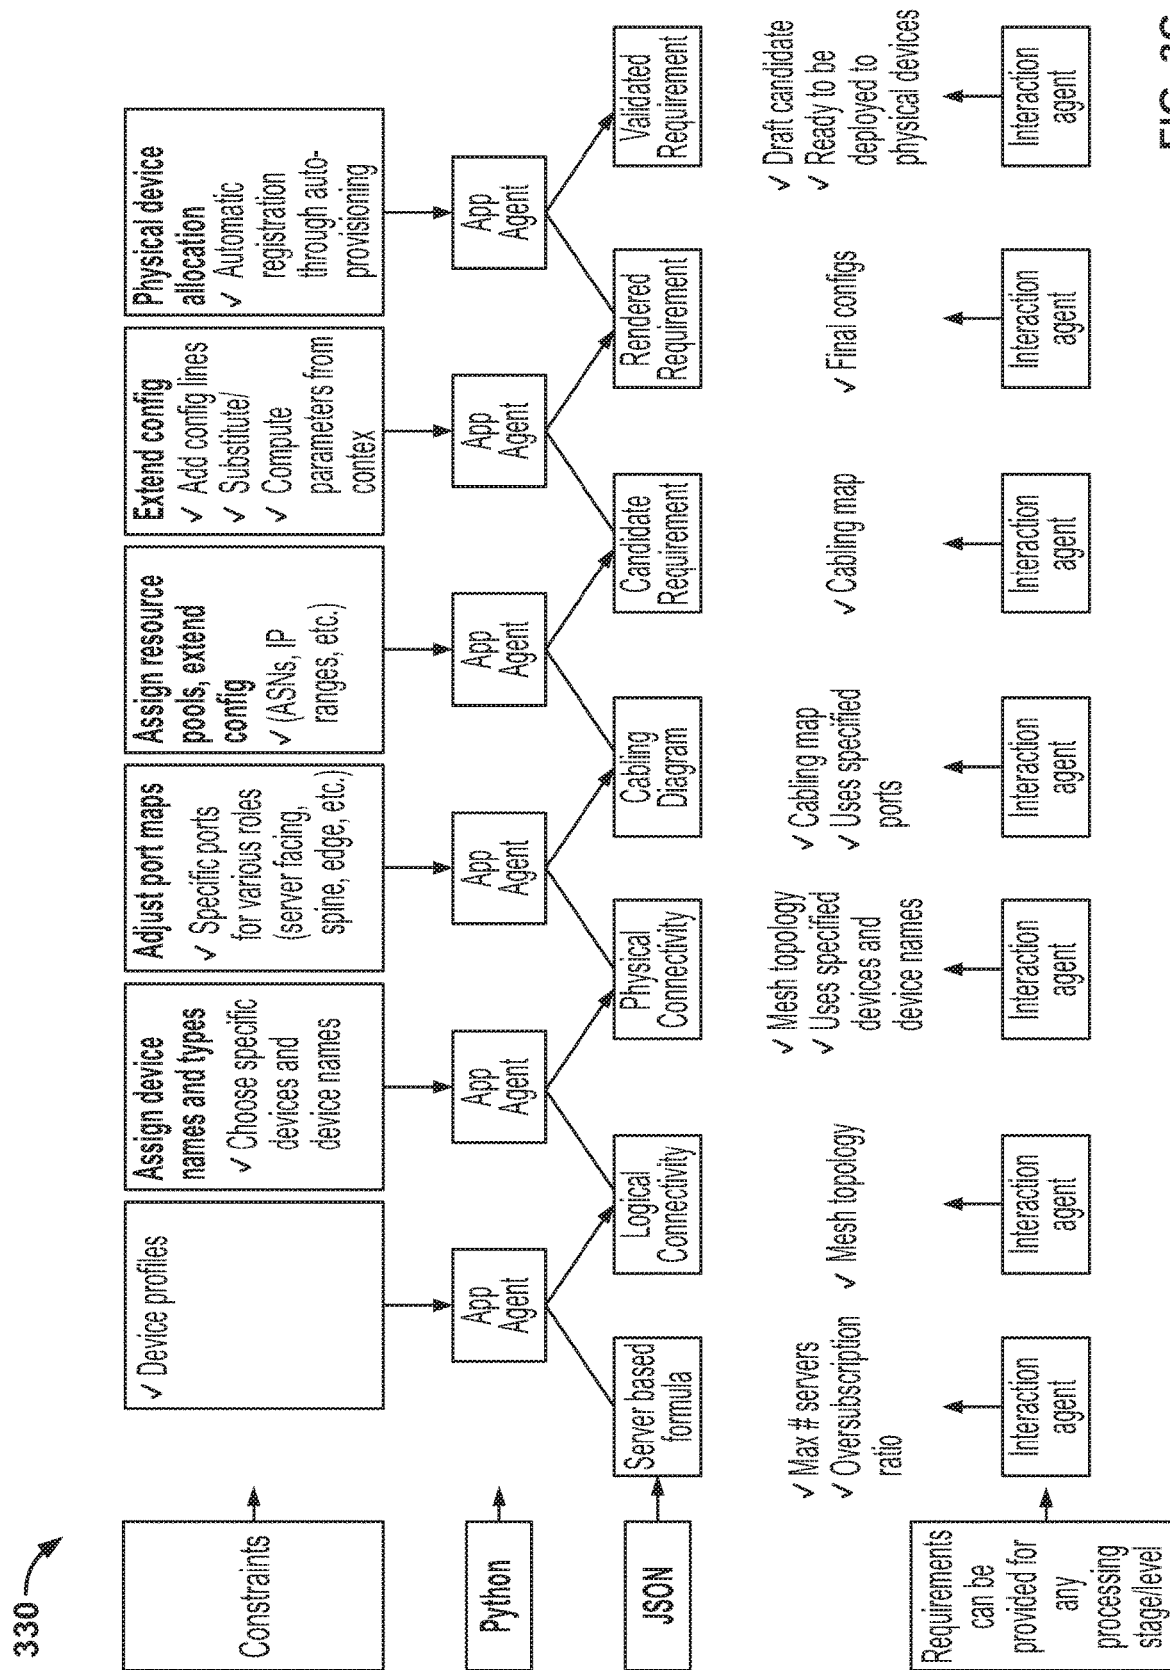 330
Constraints
✓ Device profiles
Assign device
names and types
✓ Choose specific
devices and
device names
Adjust port maps
✓ Specific ports
for various roles
(server facing,
spine, edge, etc.)
Assign resource
pools, extend
config
✓ (ASNs, IP
ranges, etc.)
Extend config
✓ Add config lines
✓ Substitute/
✓ Compute
parameters from
contex
Physical device
allocation
✓ Automatic
registration
through auto-
provisioning
Python
App
Agent
App
Agent
App
Agent
App
Agent
App
Agent
App
Agent
JSON
Server based
formula
Logical
Connectivity
Physical
Connectivity
Cabling
Diagram
Candidate
Requirement
Rendered
Requirement
Validated
Requirement
✓ Max # servers
✓ Oversubscription
ratio
✓ Mesh topology
✓ Mesh topology
✓ Uses specified
devices and
device names
✓ Cabling map
✓ Uses specified
ports
✓ Cabling map
✓ Final configs
✓ Draft candidate
✓ Ready to be
deployed to
physical devices
Requirements
can be
provided for
any
processing
stage/level
Interaction
agent
Interaction
agent
Interaction
agent
Interaction
agent
Interaction
agent
Interaction
agent
Interaction
agent
FIG.